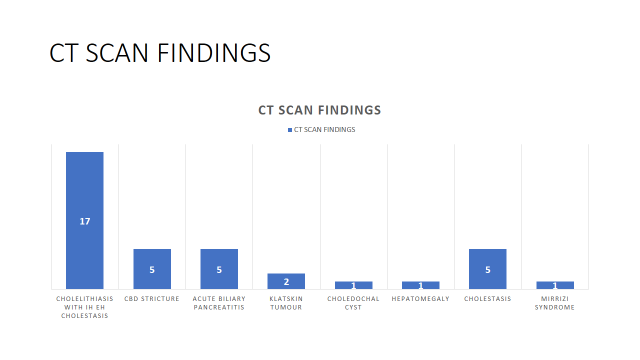 CT SCAN FINDINGS
CT SCAN FINDINGS
CT SCAN FINDINGS
17
5
5
2
1
1
5
1
CHOLELITHIASIS
WITH IH EH
CHOLESTASIS
CBD STRICTURE
ACUTE BILIARY
PANCREATITIS
KLATSKIN
TUMOUR
CHOLEDOCHAL
CYST
HEPATOMEGALY
CHOLESTASIS
MIRRIZI
SYNDROME